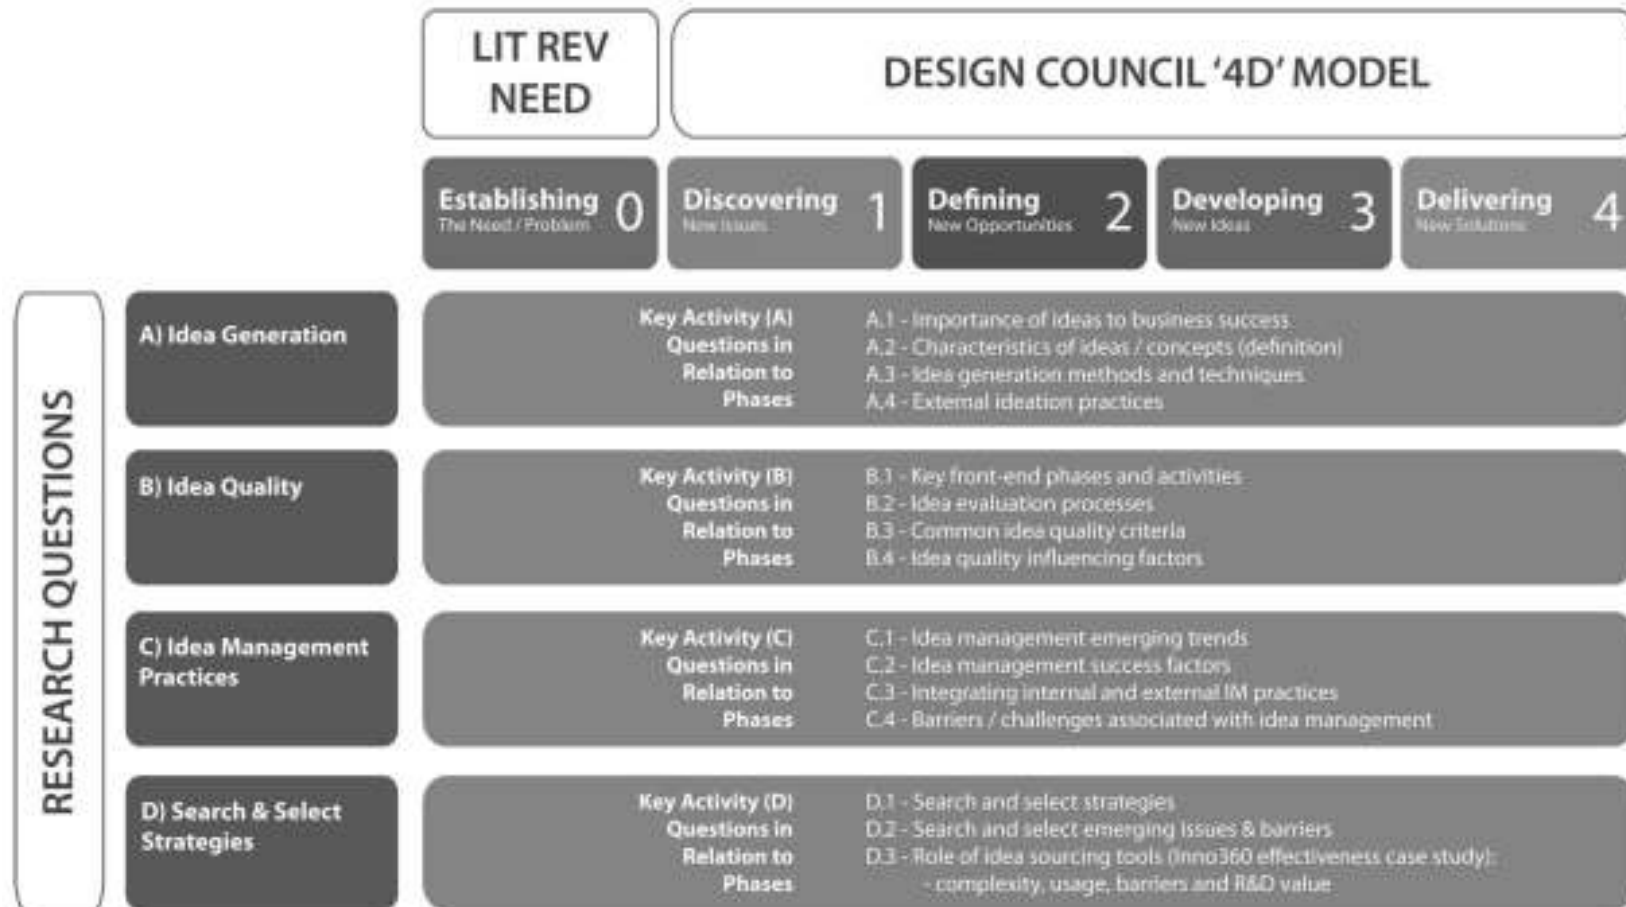 LIT REV
NEED
DESIGN COUNCIL ‘4D’ MODEL
Establishing 0
The Need / Problem
Discovering 1
New Issues
Defining 2
New Opportunities
Developing 3
New Ideas
Delivering 4
New Solutions
RESEARCH QUESTIONS
A) Idea Generation
Key Activity (A)
Questions in
Relation to
Phases
A.1 - Importance of ideas to business success
A.2 - Characteristics of ideas / concepts (definition)
A.3 - Idea generation methods and techniques
A.4 - External ideation practices
B) Idea Quality
Key Activity (B)
Questions in
Relation to
Phases
B.1 - Key front-end phases and activities
B.2 - Idea evaluation processes
B.3 - Common idea quality criteria
B.4 - Idea quality influencing factors
C) Idea Management
Practices
Key Activity (C)
Questions in
Relation to
Phases
C.1 - Idea management emerging trends
C.2 - Idea management success factors
C.3 - Integrating internal and external IM practices
C.4 - Barriers / challenges associated with idea management
D) Search & Select
Strategies
Key Activity (D)
Questions in
Relation to
Phases
D.1 - Search and select strategies
D.2 - Search and select emerging issues & barriers
D.3 - Role of idea sourcing tools (Inno360 effectiveness case study):
- complexity, usage, barriers and R&D value